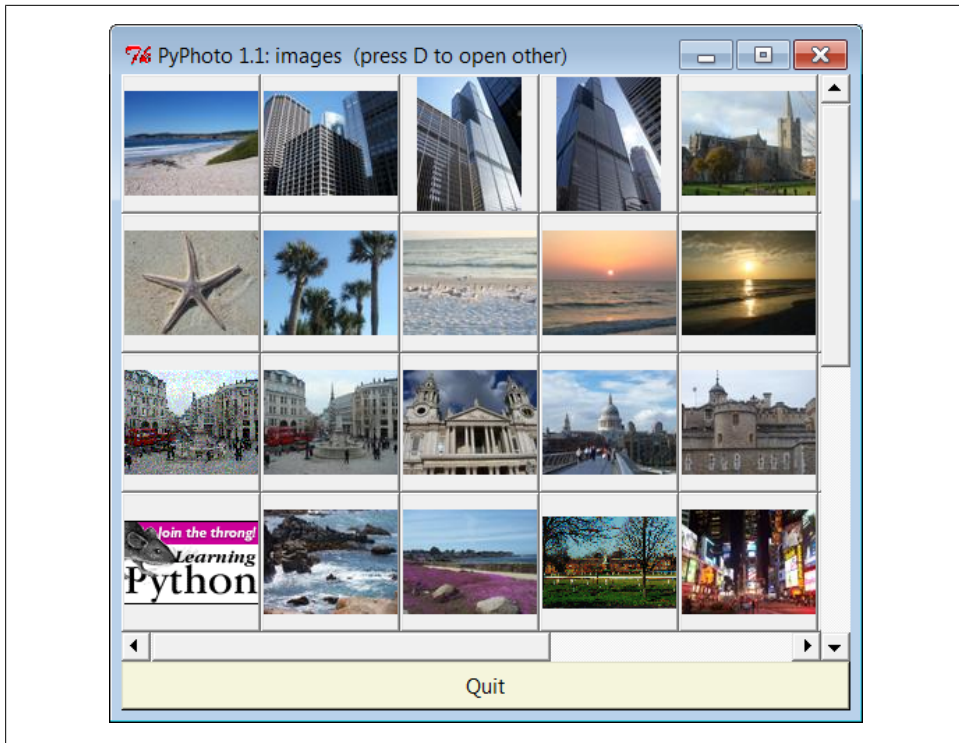 PyPhoto 1.1: images (press D to open other)
Join the throng!
Learning
Python
Quit